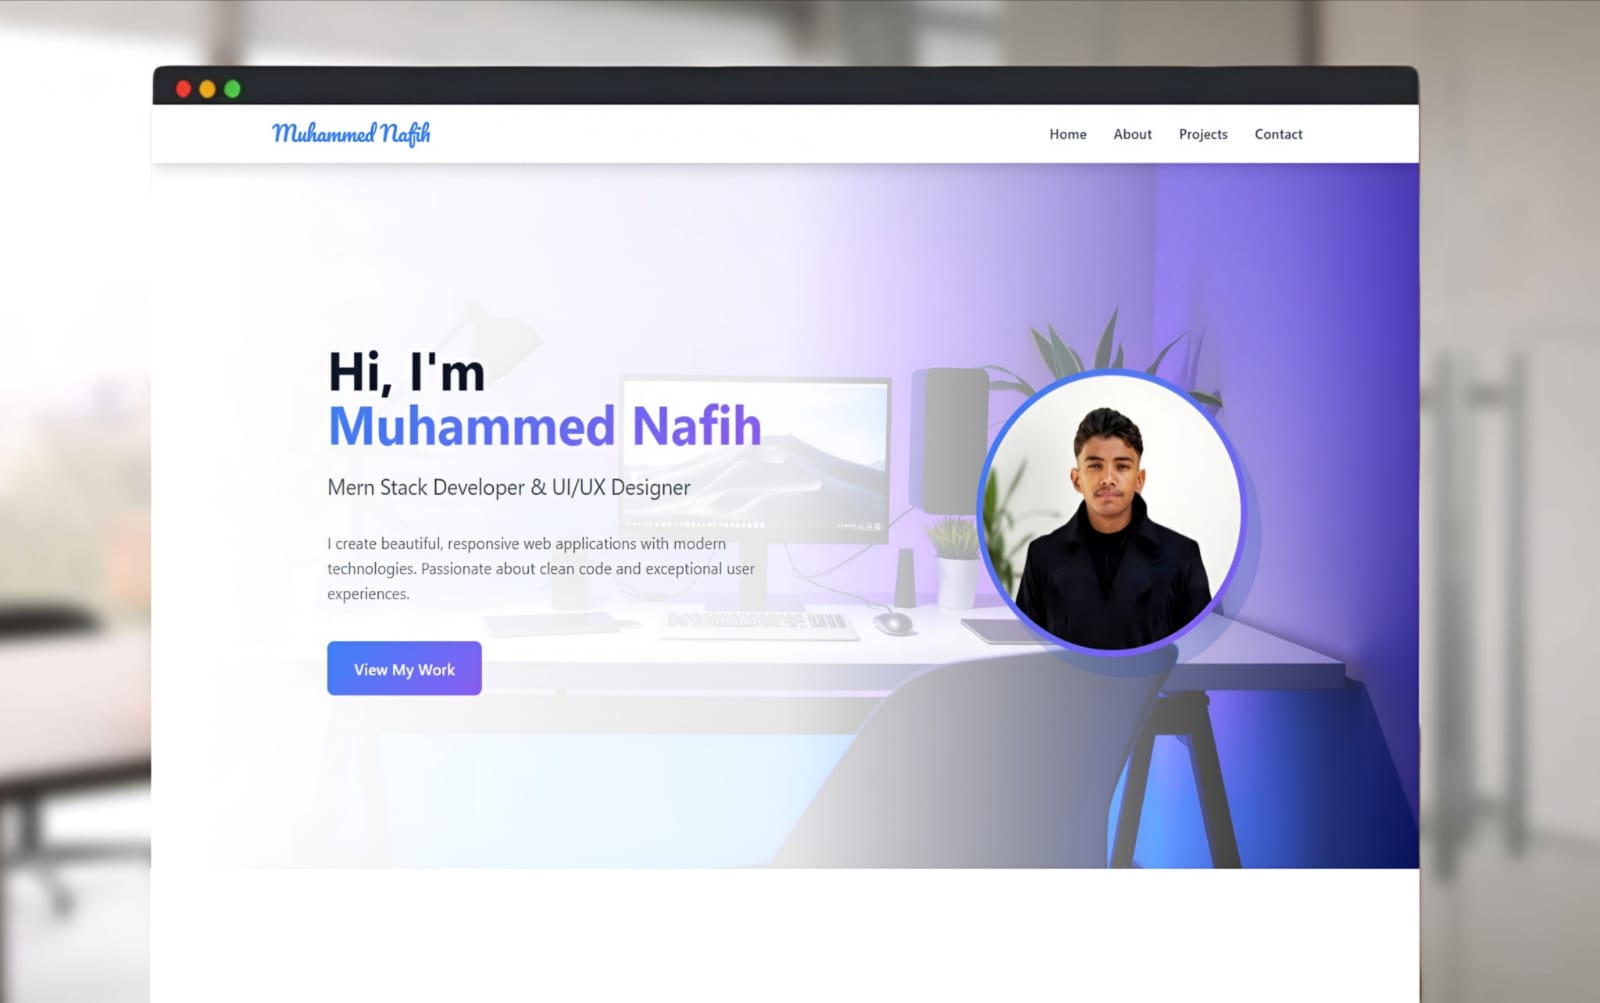 Muhammed Nafih
Home About Projects Contact
Hi, I'm
Muhammed Nafih
Mern Stack Developer & UI/UX Designer
I create beautiful, responsive web applications with modern
technologies. Passionate about clean code and exceptional user
experiences.
View My Work